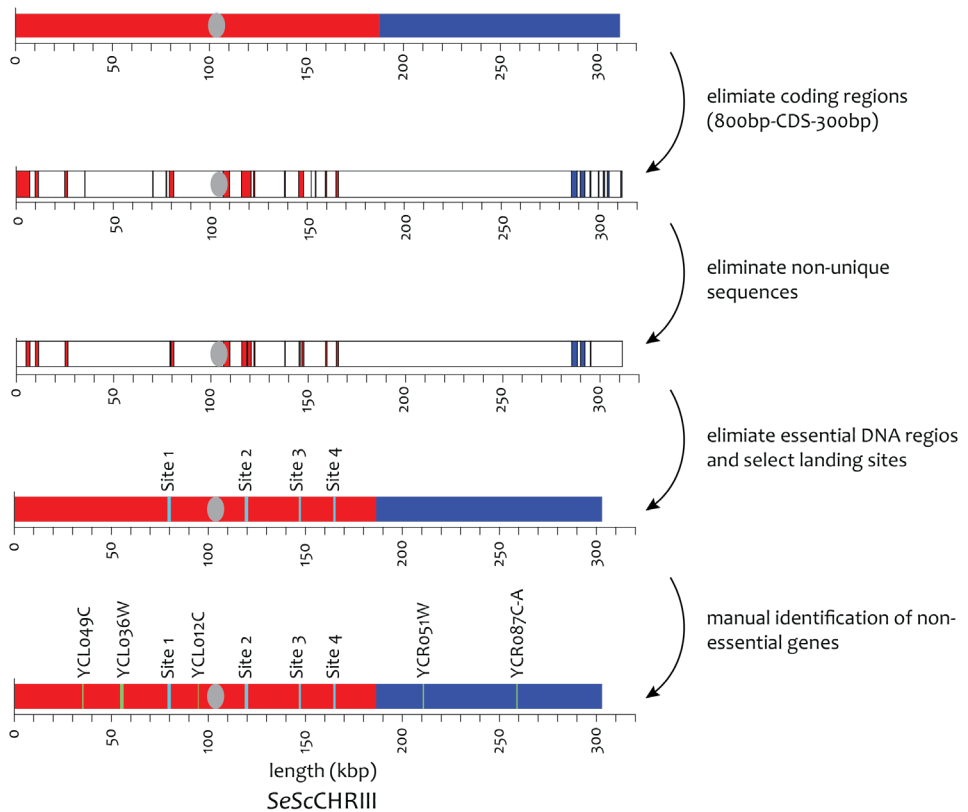 0 50 100 150 200 250 300
elimiate coding regions
(800bp-CDS-300bp)
0 50 100 150 200 250 300
eliminate non-unique
sequences
0 50 100 150 200 250 300
elimiate essential DNA regios
and select landing sites
Site 1 Site 2 Site 3 Site 4
0 50 100 150 200 250 300
manual identification of non-
essential genes
YCL049C YCL036W Site 1 YCL012C Site 2 Site 3 Site 4 YCR051W YCR087C-A
0 50 100 150 200 250 300
length (kbp)
SeScCHRIII